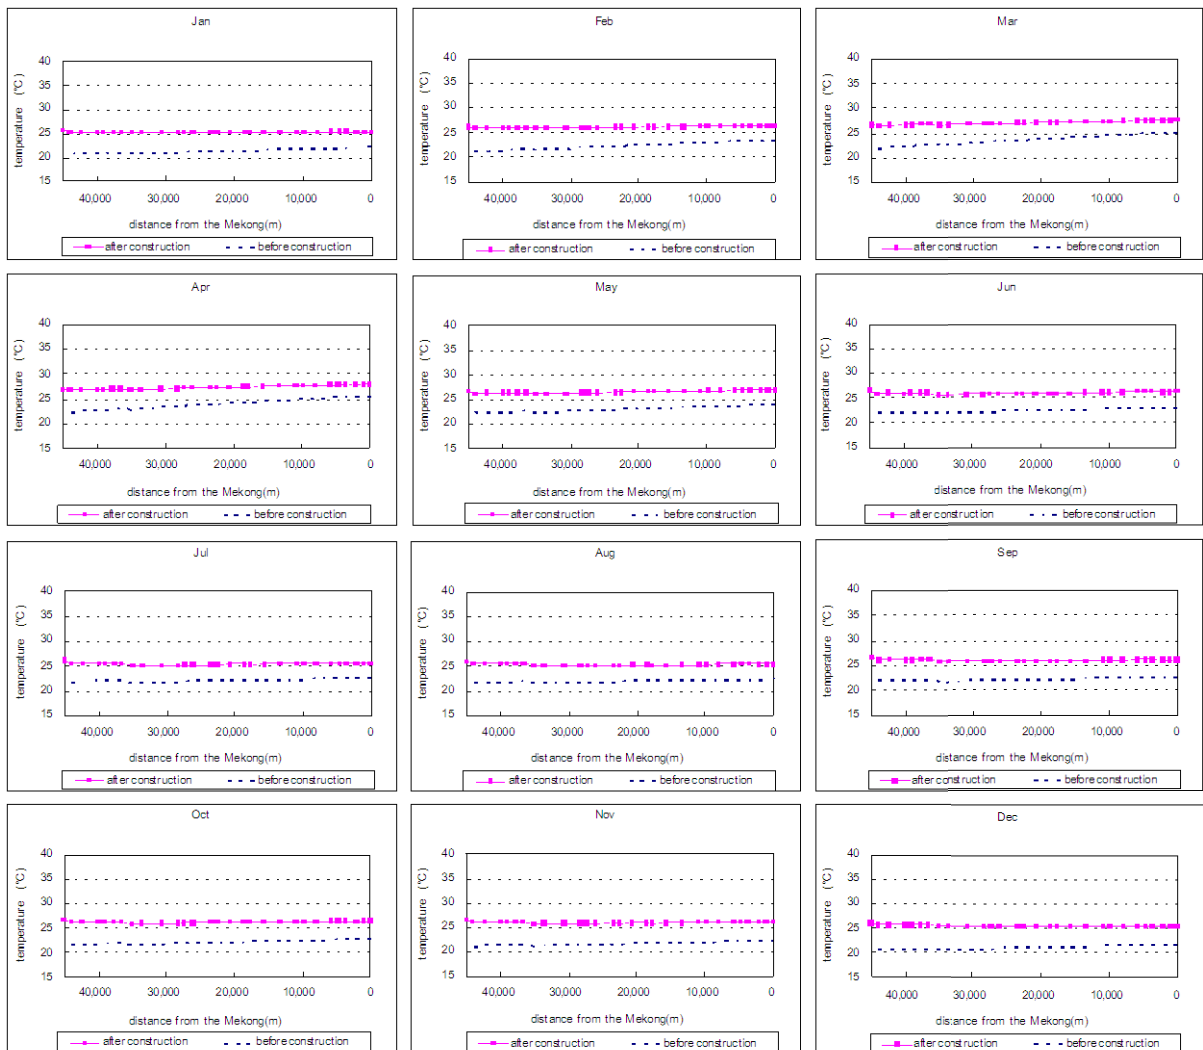 Jan
temperature (°C)
40
35
30
25
20
15
40,000 30,000 20,000 10,000 0
distance from the Mekong(m)
after construction before construction
Feb
temperature (°C)
40
35
30
25
20
15
40,000 30,000 20,000 10,000 0
distance from the Mekong(m)
after construction before construction
Mar
temperature (°C)
40
35
30
25
20
15
40,000 30,000 20,000 10,000 0
distance from the Mekong(m)
after construction before construction
Apr
temperature (°C)
40
35
30
25
20
15
40,000 30,000 20,000 10,000 0
distance from the Mekong(m)
after construction before construction
May
temperature (°C)
40
35
30
25
20
15
40,000 30,000 20,000 10,000 0
distance from the Mekong(m)
after construction before construction
Jun
temperature (°C)
40
35
30
25
20
15
40,000 30,000 20,000 10,000 0
distance from the Mekong(m)
after construction before construction
Jul
temperature (°C)
40
35
30
25
20
15
40,000 30,000 20,000 10,000 0
distance from the Mekong(m)
after construction before construction
Aug
temperature (°C)
40
35
30
25
20
15
40,000 30,000 20,000 10,000 0
distance from the Mekong(m)
after construction before construction
Sep
temperature (°C)
40
35
30
25
20
15
40,000 30,000 20,000 10,000 0
distance from the Mekong(m)
after construction before construction
Oct
temperature (°C)
40
35
30
25
20
15
40,000 30,000 20,000 10,000 0
distance from the Mekong(m)
after construction before construction
Nov
temperature (°C)
40
35
30
25
20
15
40,000 30,000 20,000 10,000 0
distance from the Mekong(m)
after construction before construction
Dec
temperature (°C)
40
35
30
25
20
15
40,000 30,000 20,000 10,000 0
distance from the Mekong(m)
after construction before construction